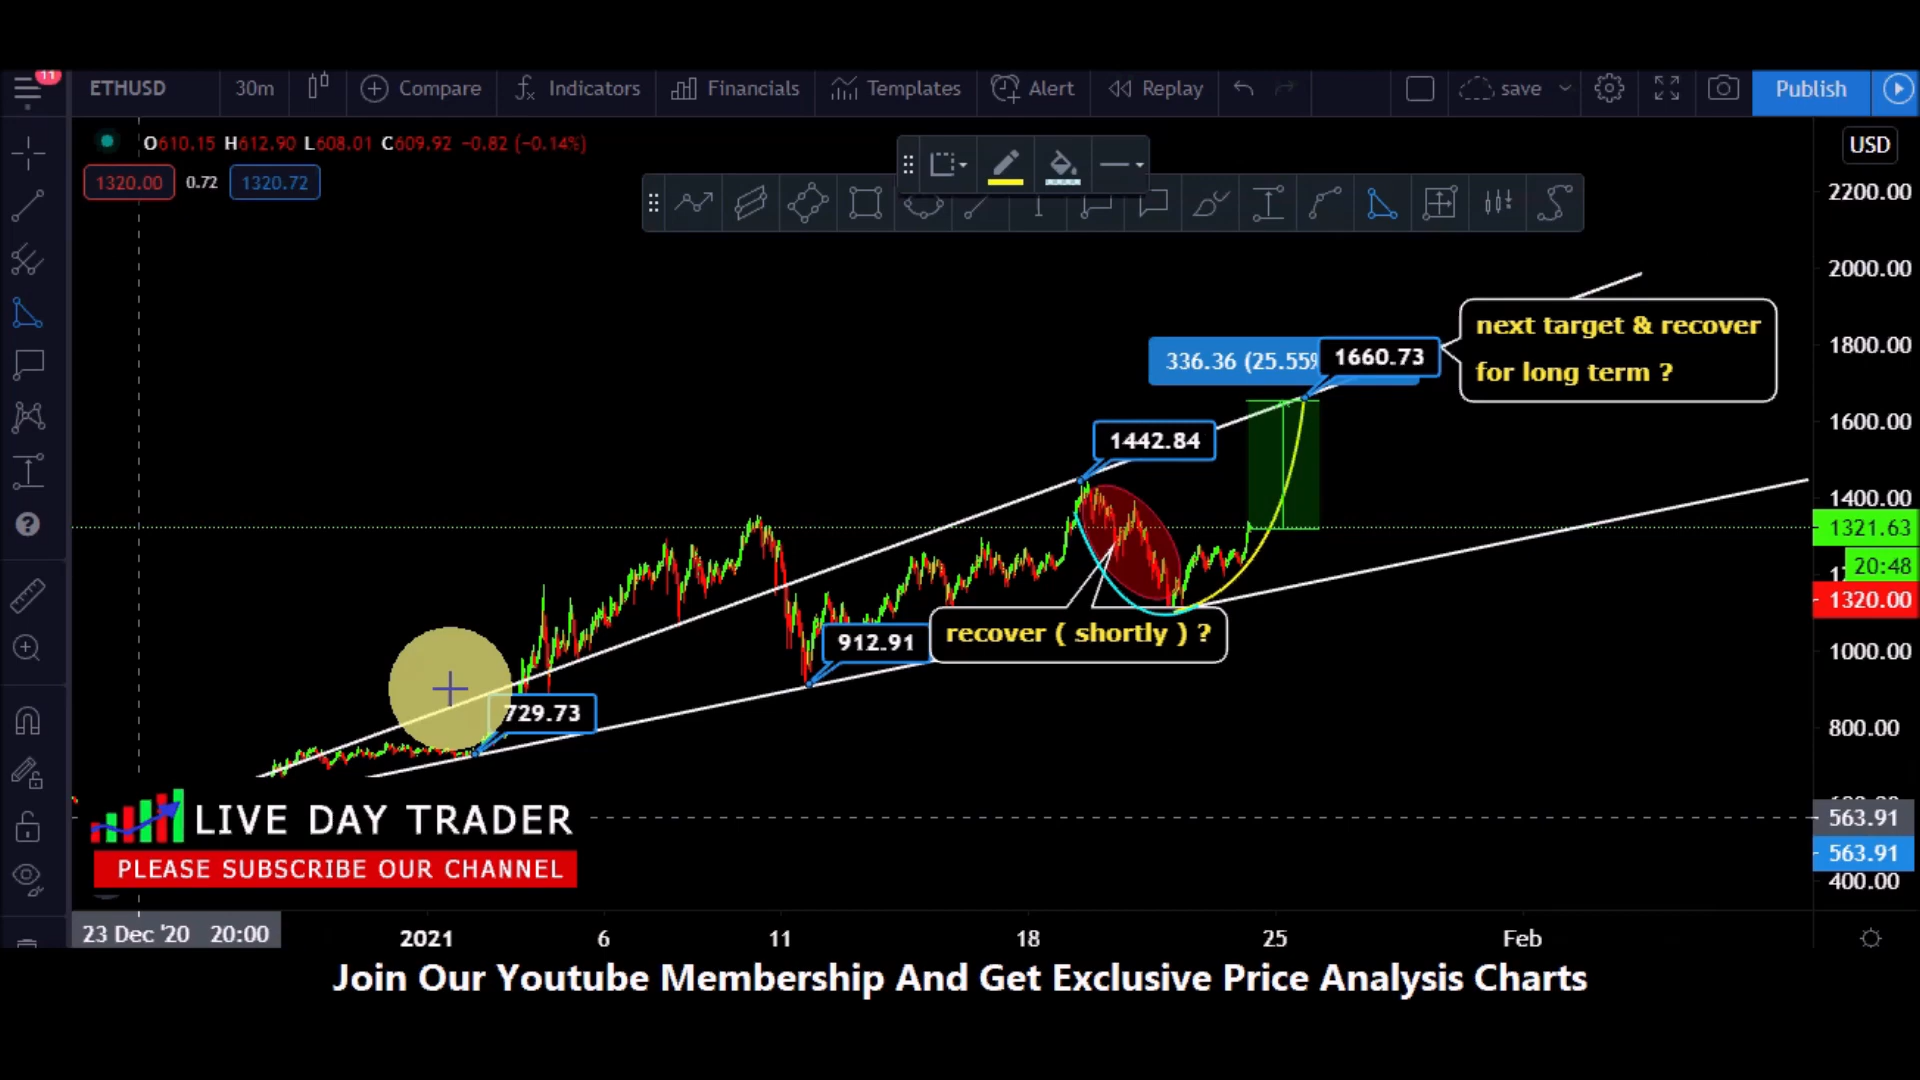 11
ETHUSD 30m Compare Indicators Financials Templates Alert Replay save Publish
O610.15 H612.90 L608.01 C609.92 −0.82 (−0.14%)
USD
1320.00 0.72 1320.72
2200.00
2000.00
next target & recover
for long term ?
1800.00
336.36 (25.55% 1660.73
1600.00
1442.84
1400.00
1321.63
20:48
1320.00
recover ( shortly ) ?
912.91
1000.00
729.73
800.00
LIVE DAY TRADER
563.91
563.91
PLEASE SUBSCRIBE OUR CHANNEL
400.00
23 Dec '20 20:00 2021 6 11 18 25 Feb
Join Our Youtube Membership And Get Exclusive Price Analysis Charts